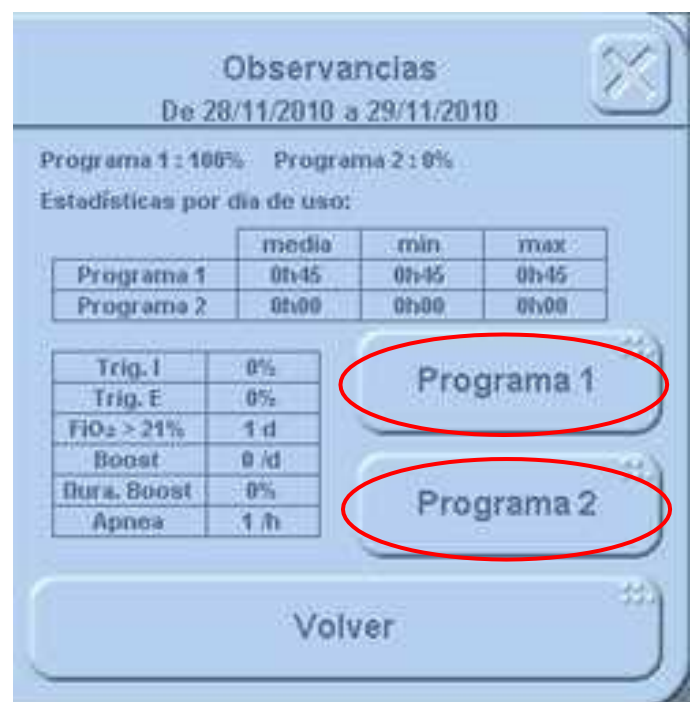 Observancias
De 28/11/2010 a 29/11/2010
Programa 1 : 100% Programa 2 : 0%
Estadísticas por dia de uso:
media min max
Programa 1 0h45 0h45 0h45
Programa 2 0h00 0h00 0h00
Trig. I 0%
Trig. E 0%
FiO₂ > 21% 1 d
Boost 0 /d
Dura. Boost 0%
Apnea 1 /h
Programa 1
Programa 2
Volver